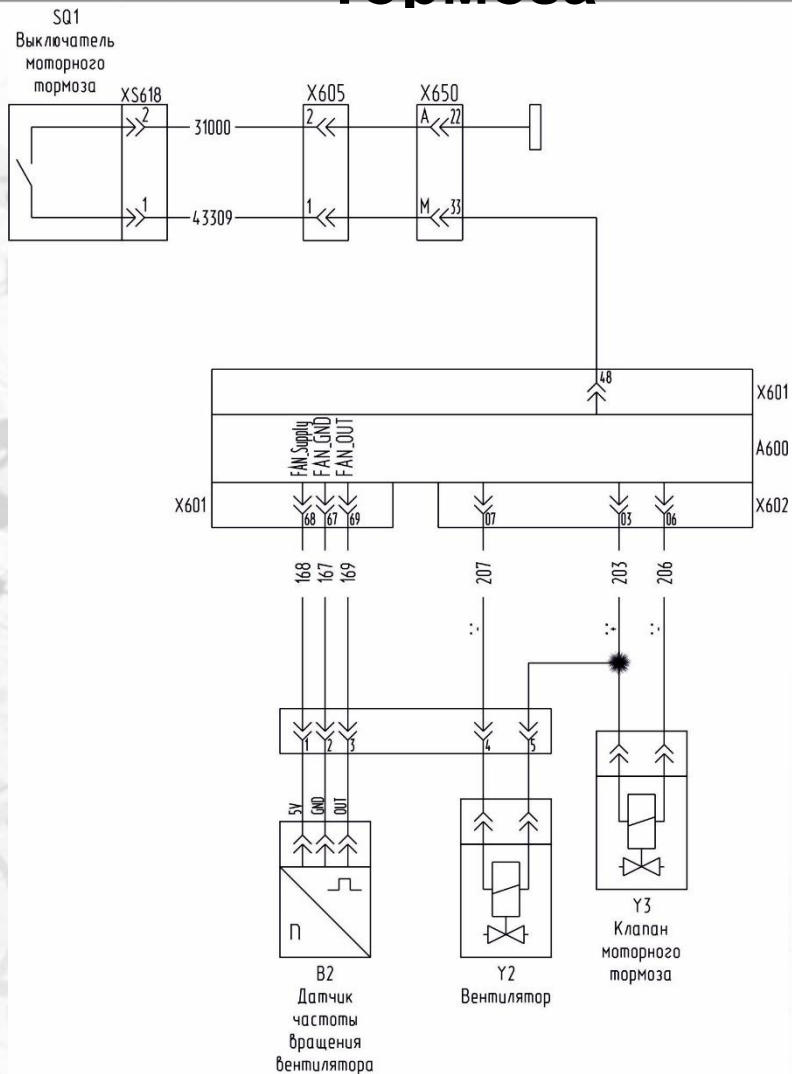 тормоза
SQ1
Выключатель
моторного
тормоза
XS618
X605
X650
2
31000
2
A
22
1
43309
1
M
33
48
X601
FAN_Supply
FAN_GND
FAN_OUT
A600
X601
68
67
69
07
03
06
X602
168
167
169
207
203
206
:-
:+
:-
1
2
3
4
5
5V
GND
OUT
n
B2
Датчик
частоты
вращения
вентилятора
Y2
Вентилятор
Y3
Клапан
моторного
тормоза